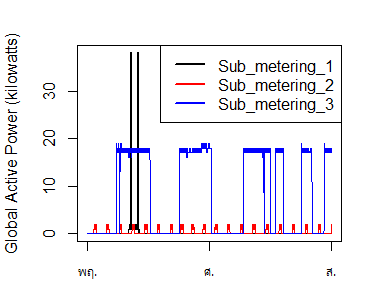 Global Active Power (kilowatts)
30
20
10
0
Sub_metering_1
Sub_metering_2
Sub_metering_3
พฤ.
ศ.
ส.